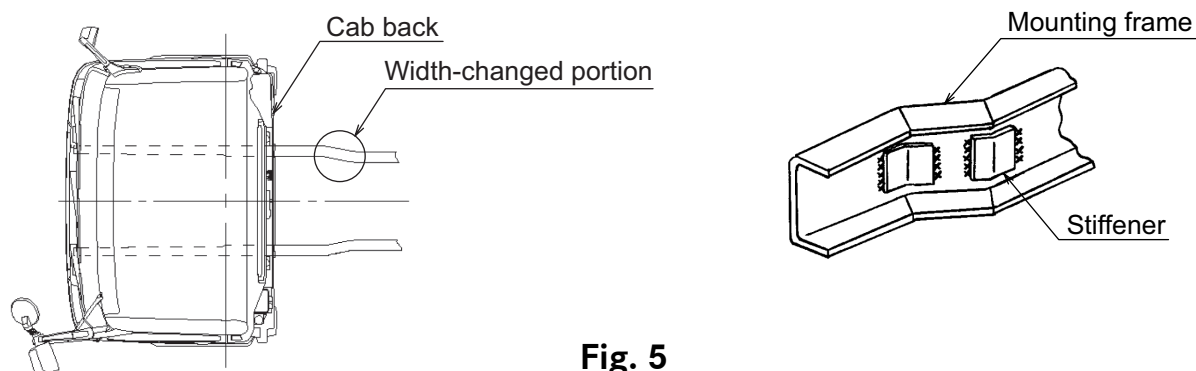 Cab back
Width-changed portion
Mounting frame
Stiffener
Fig. 5